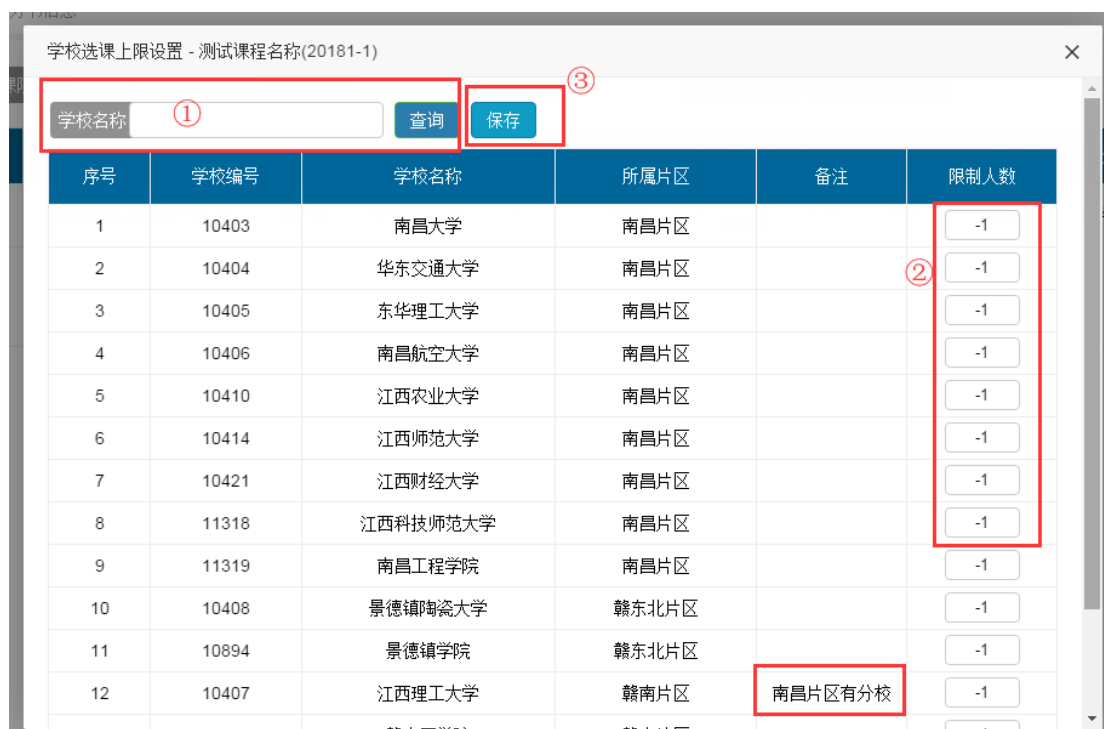 学校选课上限设置 - 测试课程名称(20181-1)
③
学校名称 ① 查询 保存
序号 学校编号 学校名称 所属片区 备注 限制人数
1 10403 南昌大学 南昌片区 -1
2 10404 华东交通大学 南昌片区 ② -1
3 10405 东华理工大学 南昌片区 -1
4 10406 南昌航空大学 南昌片区 -1
5 10410 江西农业大学 南昌片区 -1
6 10414 江西师范大学 南昌片区 -1
7 10421 江西财经大学 南昌片区 -1
8 11318 江西科技师范大学 南昌片区 -1
9 11319 南昌工程学院 南昌片区 -1
10 10408 景德镇陶瓷大学 赣东北片区 -1
11 10894 景德镇学院 赣东北片区 -1
12 10407 江西理工大学 赣南片区 南昌片区有分校 -1